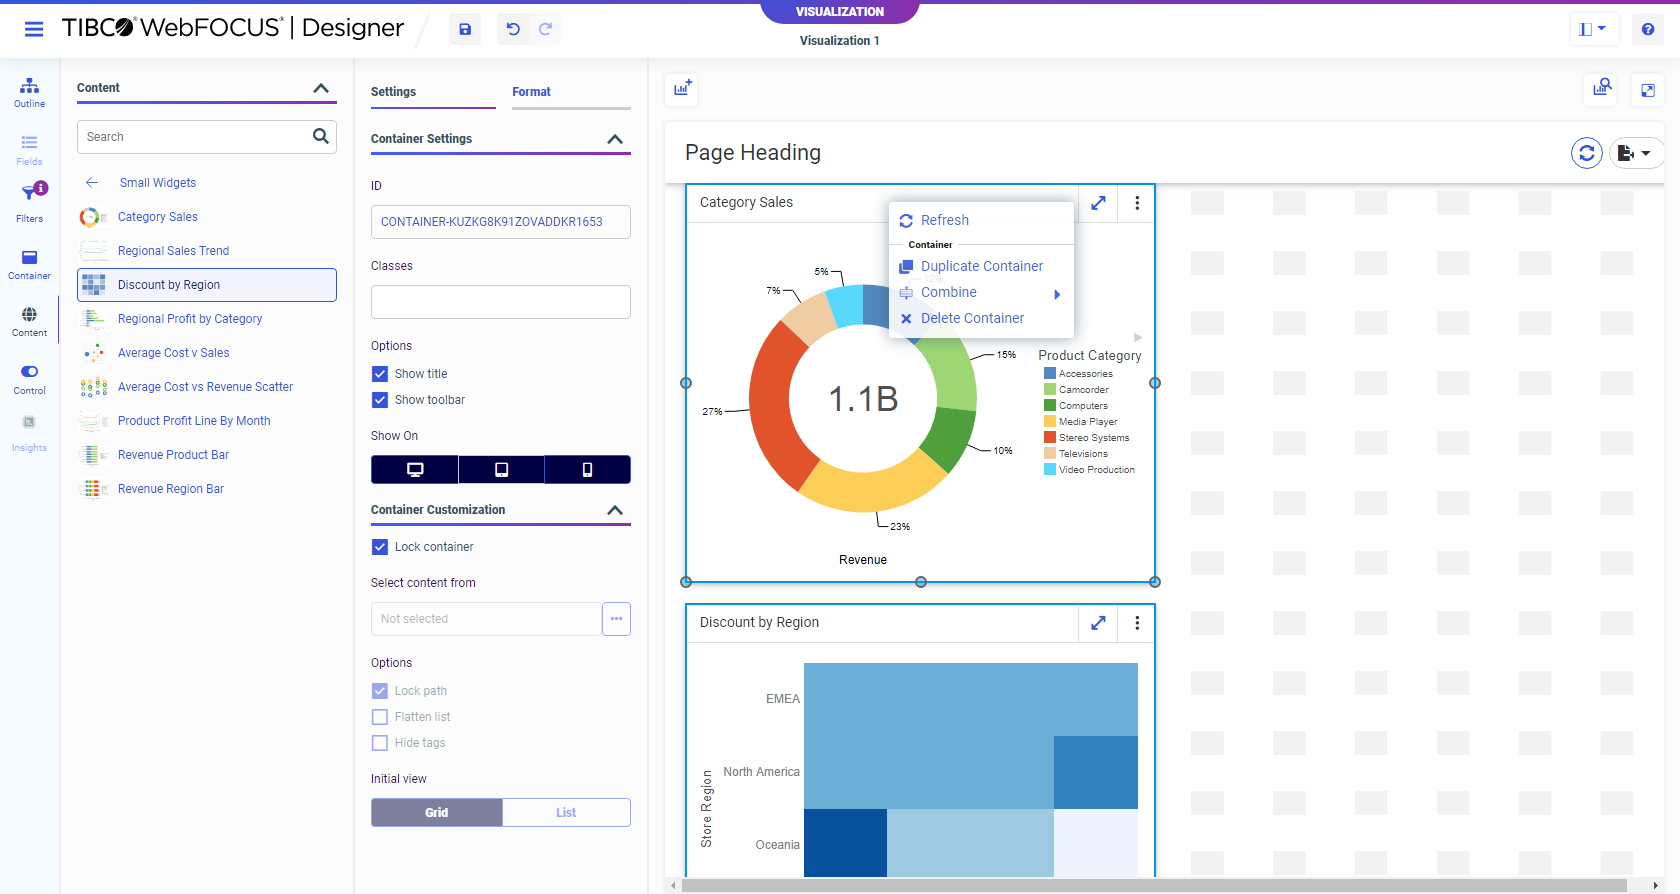 TIBCO® WebFOCUS® | Designer
VISUALIZATION
Visualization 1
Outline
Fields
Filters
Container
Content
Control
Insights
Content
Search
Small Widgets
Category Sales
Regional Sales Trend
Discount by Region
Regional Profit by Category
Average Cost v Sales
Average Cost vs Revenue Scatter
Product Profit Line By Month
Revenue Product Bar
Revenue Region Bar
Settings
Format
Container Settings
ID
CONTAINER-KUZKG8K91ZOVADDKR1653
Classes
Options
Show title
Show toolbar
Show On
Container Customization
Lock container
Select content from
Not selected
Options
Lock path
Flatten list
Hide tags
Initial view
Grid
List
Page Heading
Category Sales
Refresh
Container
Duplicate Container
Combine
Delete Container
5%
7%
12%
15%
27%
10%
23%
1.1B
Revenue
Product Category
Accessories
Camcorder
Computers
Media Player
Stereo Systems
Televisions
Video Production
Discount by Region
EMEA
North America
Oceania
Store Region